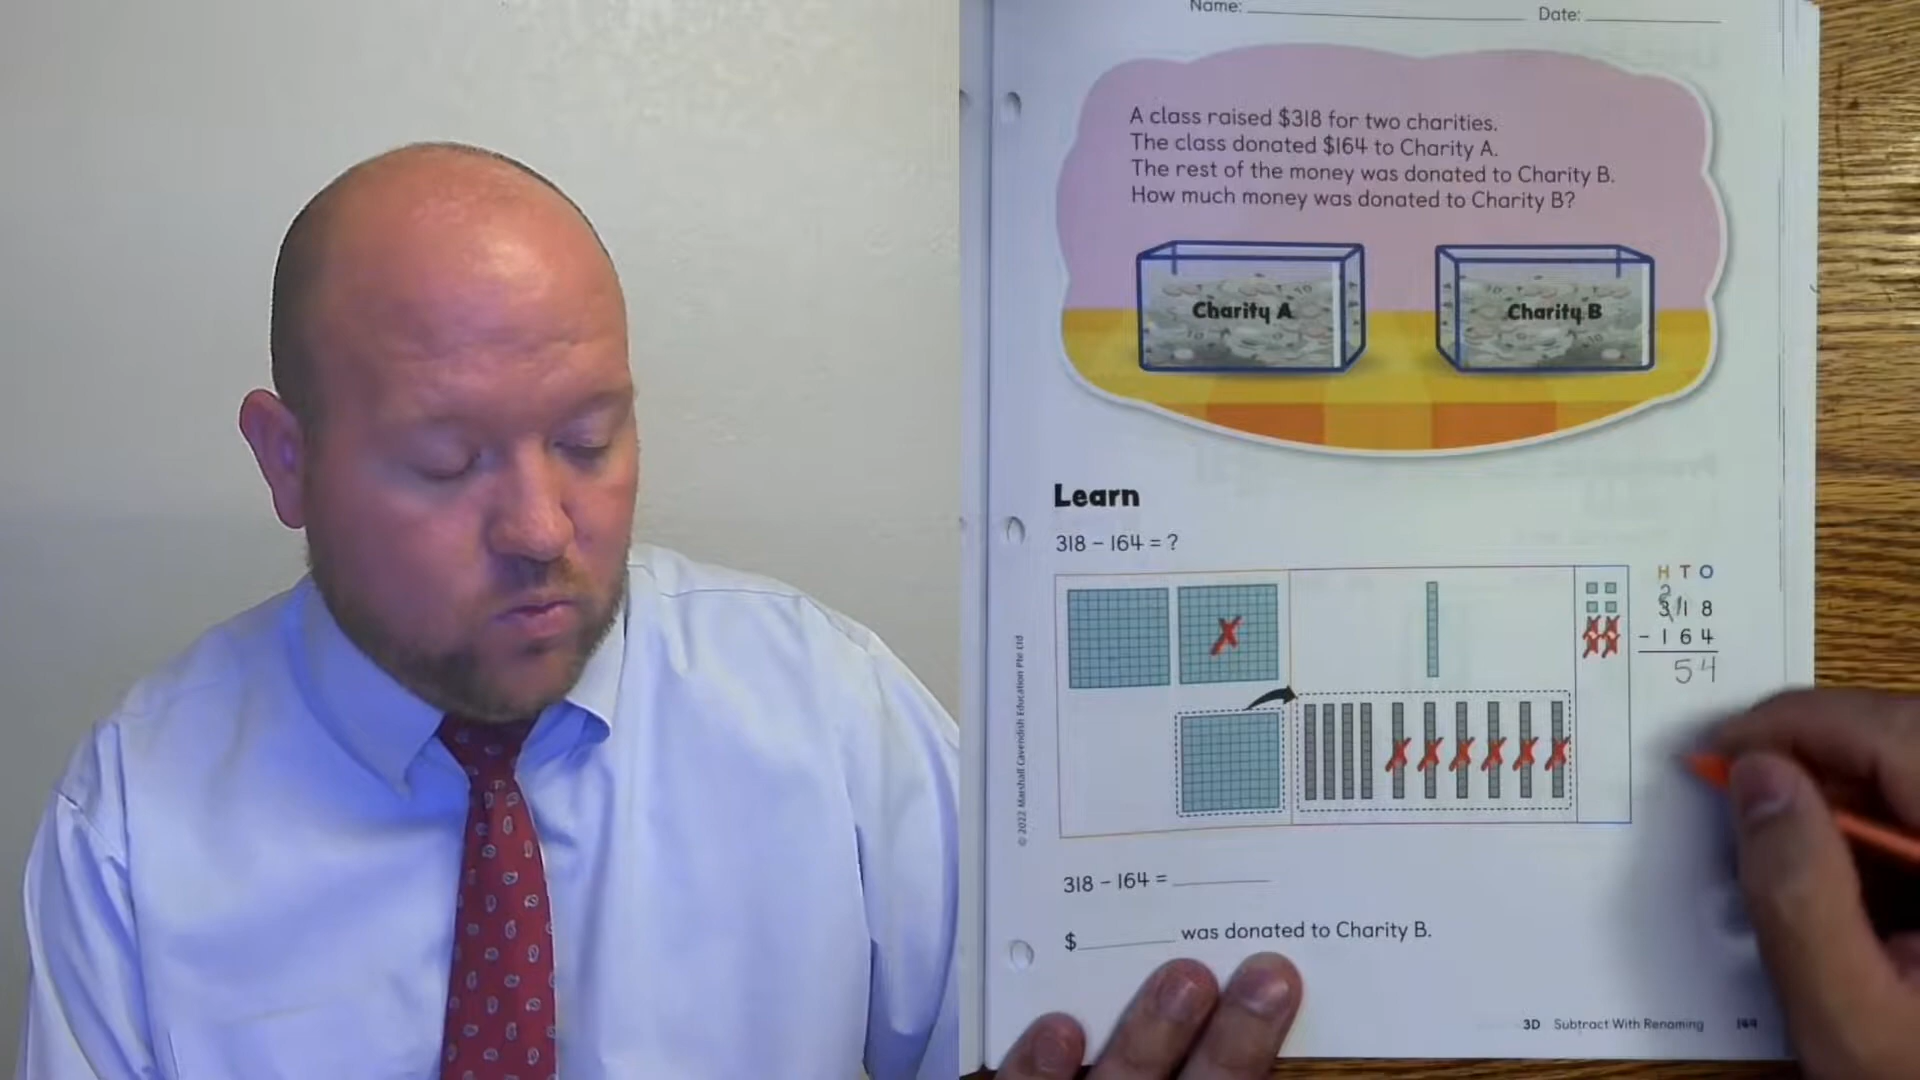 Name: Date:
A class raised $318 for two charities.
The class donated $164 to Charity A.
The rest of the money was donated to Charity B.
How much money was donated to Charity B?
Charity A
Charity B
Learn
318 – 164 = ?
H T O
2
3 11 8
– 1 6 4
54
318 – 164 =
$ was donated to Charity B.
© 2022 Marshall Cavendish Education Pte Ltd
3D Subtract With Renaming